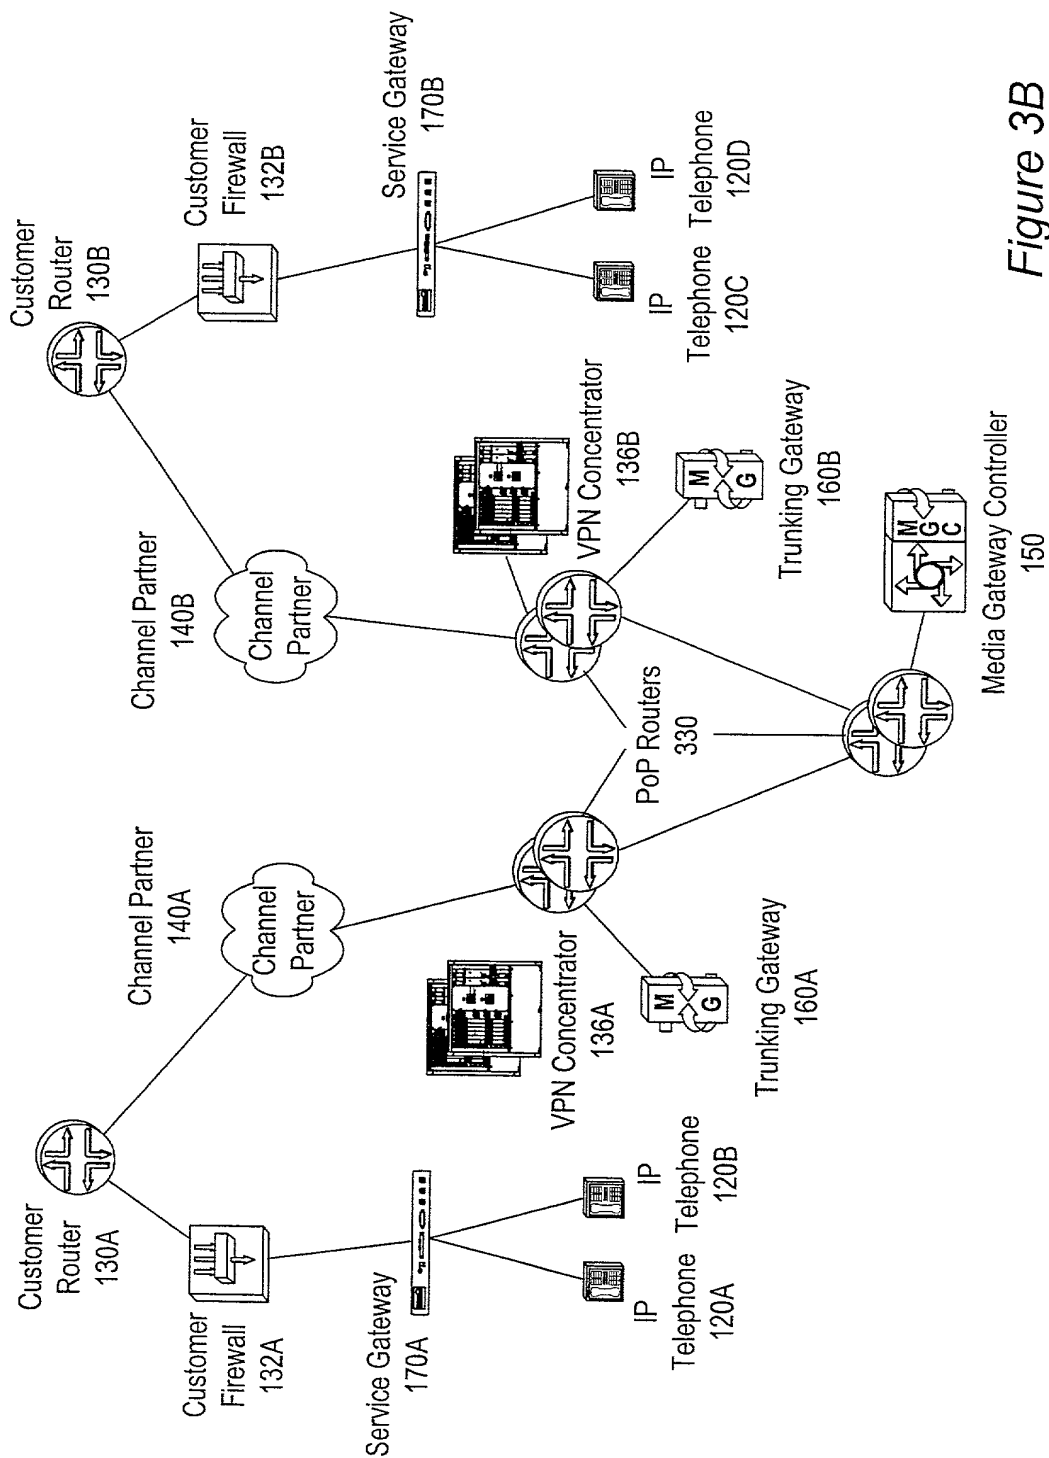 Customer
Router
130A
Customer
Firewall
132A
Service Gateway
170A
IP
Telephone
120A
IP
Telephone
120B
Channel Partner
140A
Channel
Partner
VPN Concentrator
136A
M
G
Trunking Gateway
160A
PoP Routers
330
Channel Partner
140B
Channel
Partner
VPN Concentrator
136B
M
G
Trunking Gateway
160B
M
G
C
Media Gateway Controller
150
Customer
Router
130B
Customer
Firewall
132B
Service Gateway
170B
IP
Telephone
120C
IP
Telephone
120D
Figure 3B